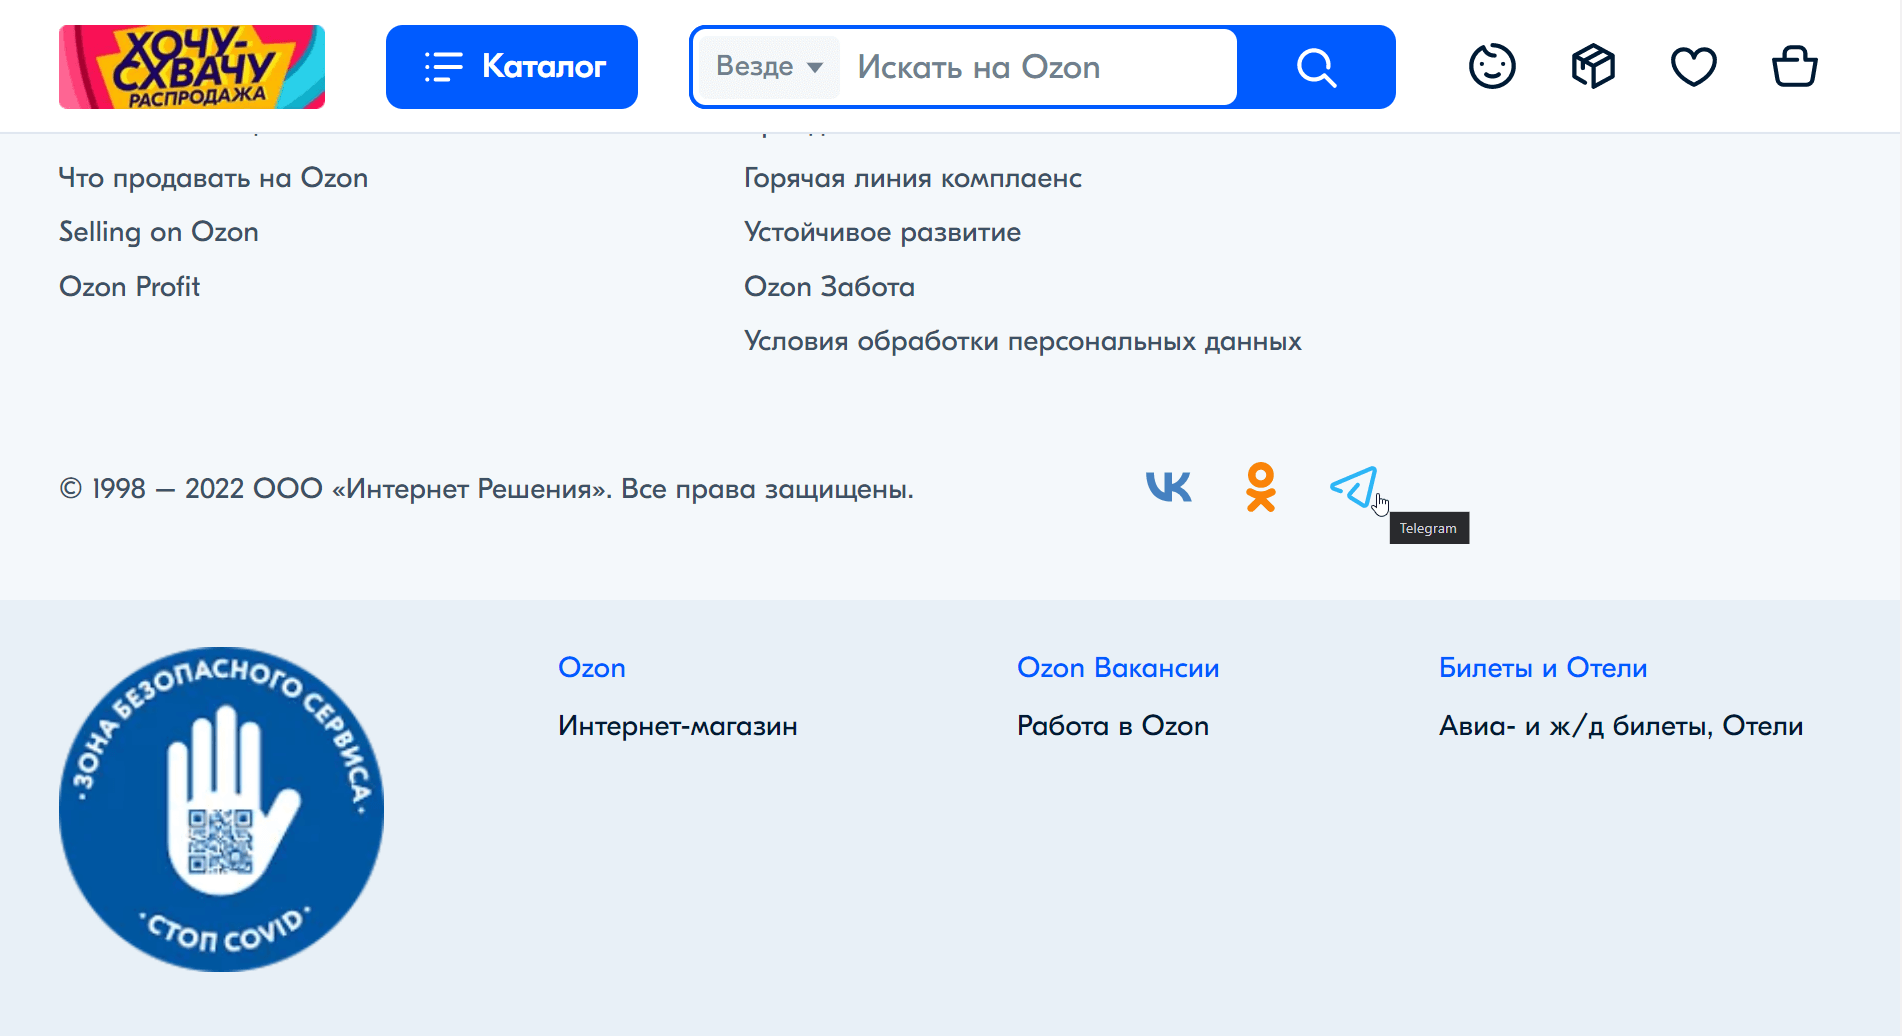 ХОЧУ-
СХВАЧУ
РАСПРОДАЖА
Каталог
Везде
Искать на Ozon
Что продавать на Ozon
Selling on Ozon
Ozon Profit
Горячая линия комплаенс
Устойчивое развитие
Ozon Забота
Условия обработки персональных данных
© 1998 – 2022 ООО «Интернет Решения». Все права защищены.
Telegram
·ЗОНА БЕЗОПАСНОГО СЕРВИСА·
·СТОП COVID·
Ozon
Интернет-магазин
Ozon Вакансии
Работа в Ozon
Билеты и Отели
Авиа- и ж/д билеты, Отели